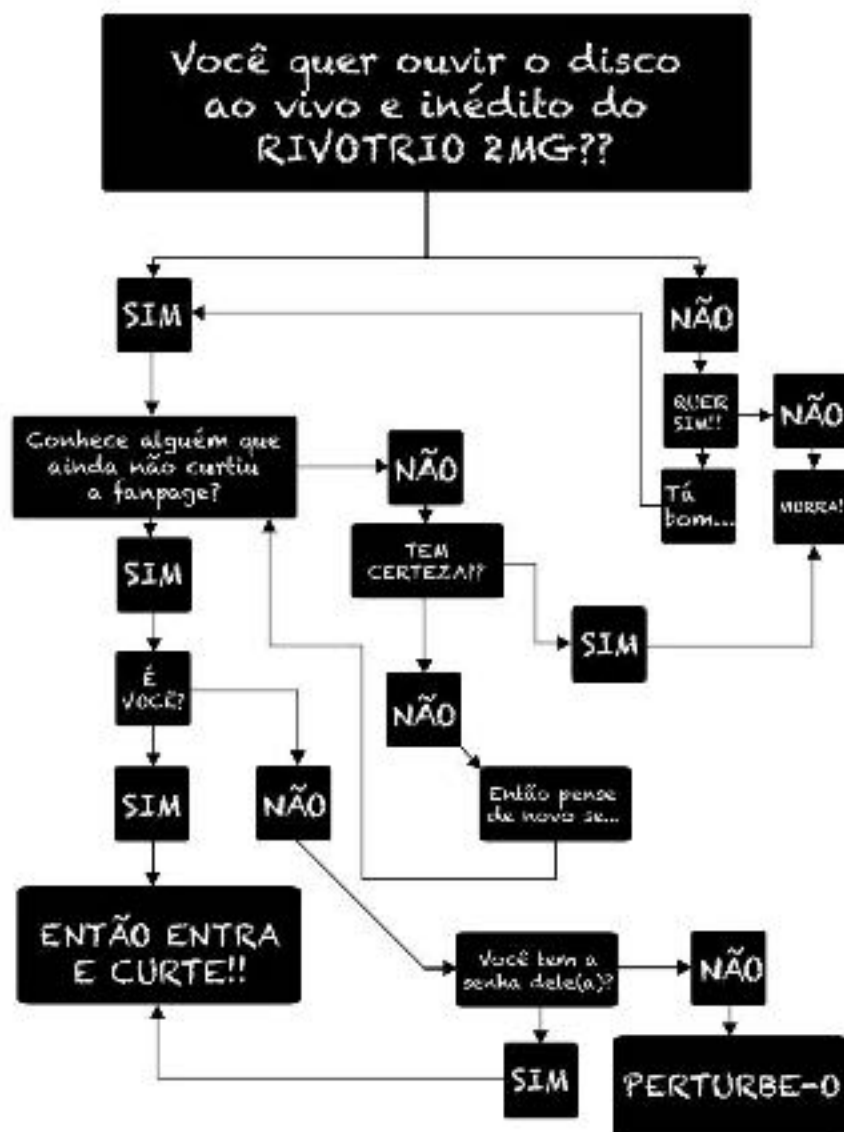 Você quer ouvir o disco
ao vivo e inédito do
RIVOTRIO 2MG??
SIM
NÃO
QUER
SIM!!
NÃO
Tá
bom...
MORRA!
Conhece alguém que
ainda não curtiu
a fanpage?
NÃO
TEM
CERTEZA??
SIM
NÃO
Então pense
de novo se...
SIM
É
VOCÊ?
SIM
NÃO
ENTÃO ENTRA
E CURTE!!
Você tem a
senha dele(a)?
NÃO
SIM
PERTURBE-O